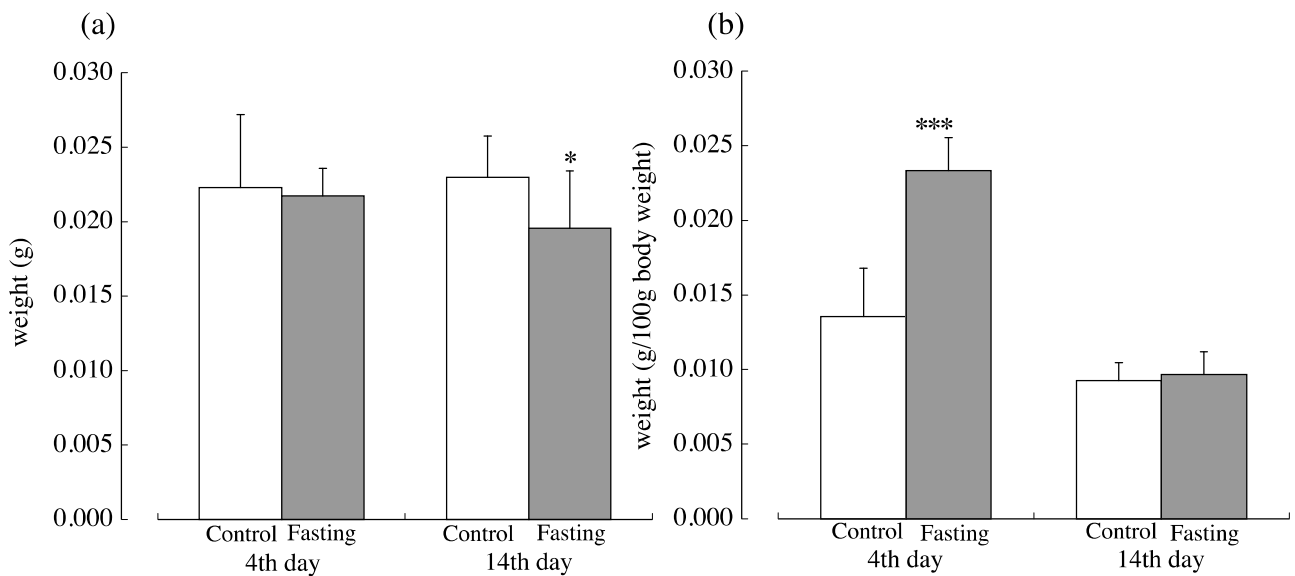 (a)
0.030
0.025
0.020
0.015
0.010
0.005
0.000
weight (g)
*
Control Fasting Control Fasting
4th day 14th day
(b)
0.030
0.025
0.020
0.015
0.010
0.005
0.000
weight (g/100g body weight)
***
Control Fasting Control Fasting
4th day 14th day